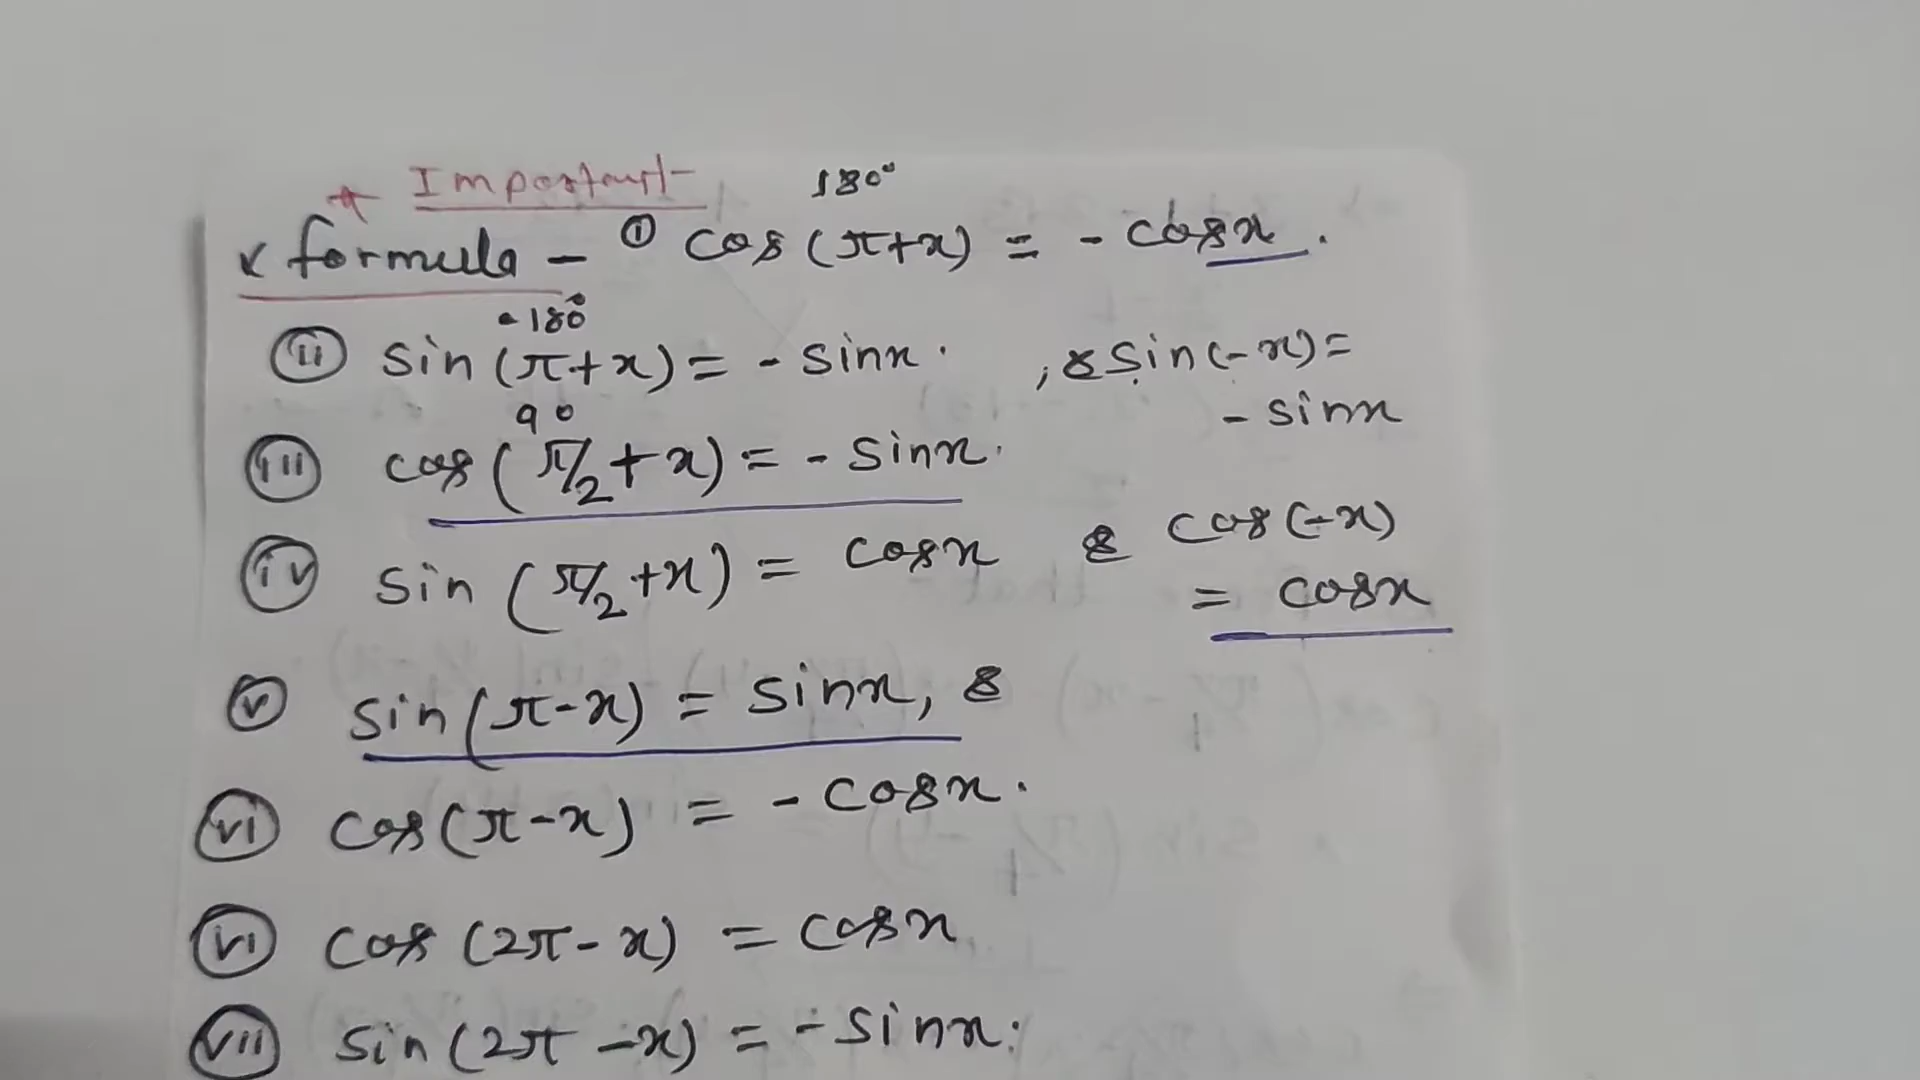 * Important
180°
✓ formula - ① cos (π+x) = - cosx.
180°
(ii) sin (π+x) = - sinx. , & sin(-x) =
- sinx
90
(iii) cos (π/2 + x) = - sinx.
(iv) sin (π/2 +x) = cosx & cos (-x)
= cosx
(v) sin (π-x) = sinx, &
(vi) cos (π-x) = - cosx.
(vi) cos (2π- x) = cosx
(vii) sin (2π -x) = - sinx: